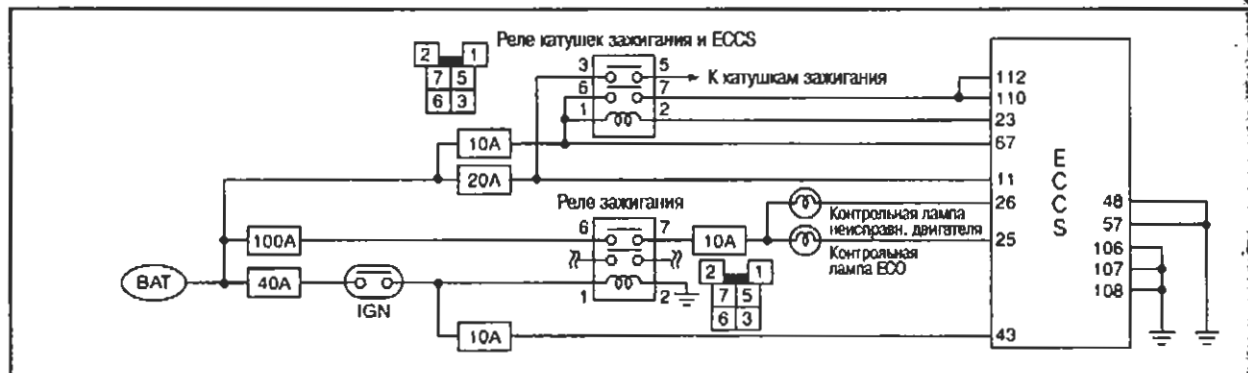 Реле катушек зажигания и ECCS
2 1
7 5
6 3
3 5
К катушкам зажигания
6 7
1 2
112
110
23
10A
67
20A
11
ECCS
Реле зажигания
26
48
Контрольная лампа
неисправн. двигателя
57
100A
6 7
10A
25
106
Контрольная
лампа ECO
107
2 1
7 5
6 3
108
BAT
40A
IGN
1 2
10A
43